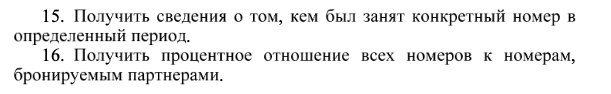 15. Получить сведения о том, кем был занят конкретный номер в
определенный период.
16. Получить процентное отношение всех номеров к номерам,
бронируемым партнерами.